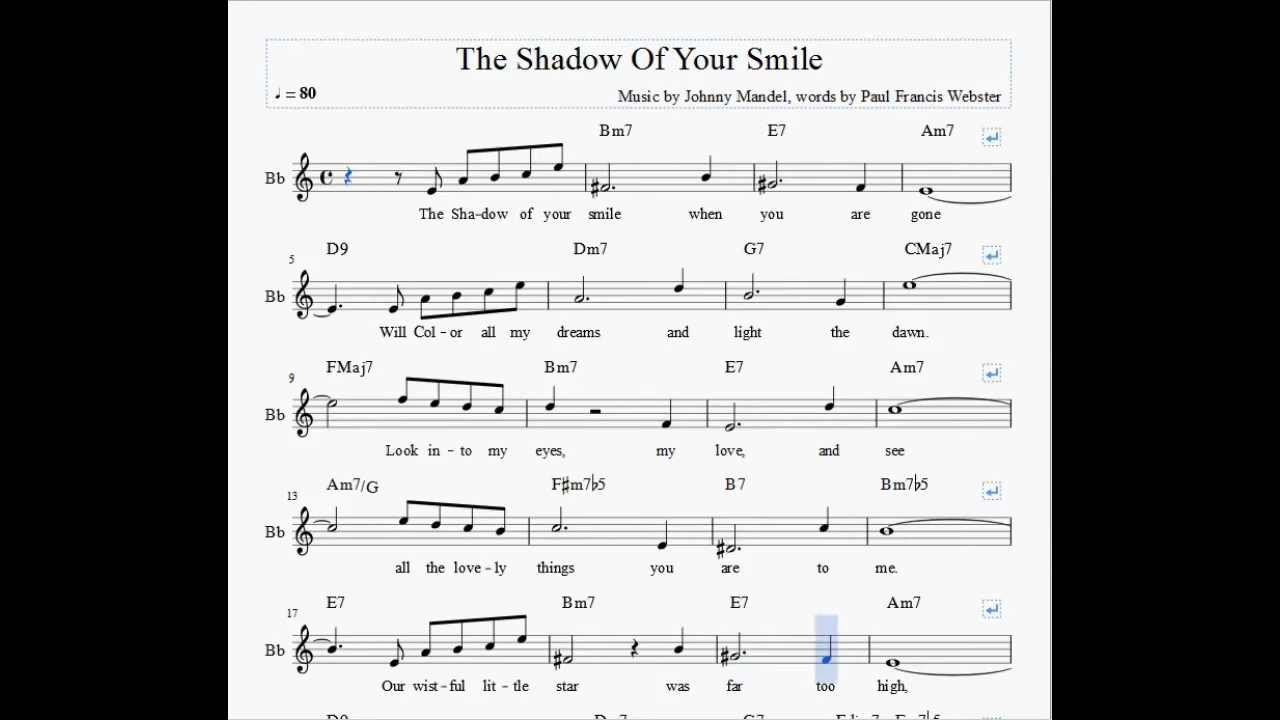 The Shadow Of Your Smile
♩ = 80
Music by Johnny Mandel, words by Paul Francis Webster
Bm7 E7 Am7
Bb
The Sha-dow of your smile when you are gone
D9 Dm7 G7 CMaj7
5
Bb
Will Col-or all my dreams and light the dawn.
FMaj7 Bm7 E7 Am7
9
Bb
Look in-to my eyes, my love, and see
Am7/G F♯m7♭5 B7 Bm7♭5
13
Bb
all the love-ly things you are to me.
E7 Bm7 E7 Am7
17
Bb
Our wist-ful lit-tle star was far too high,